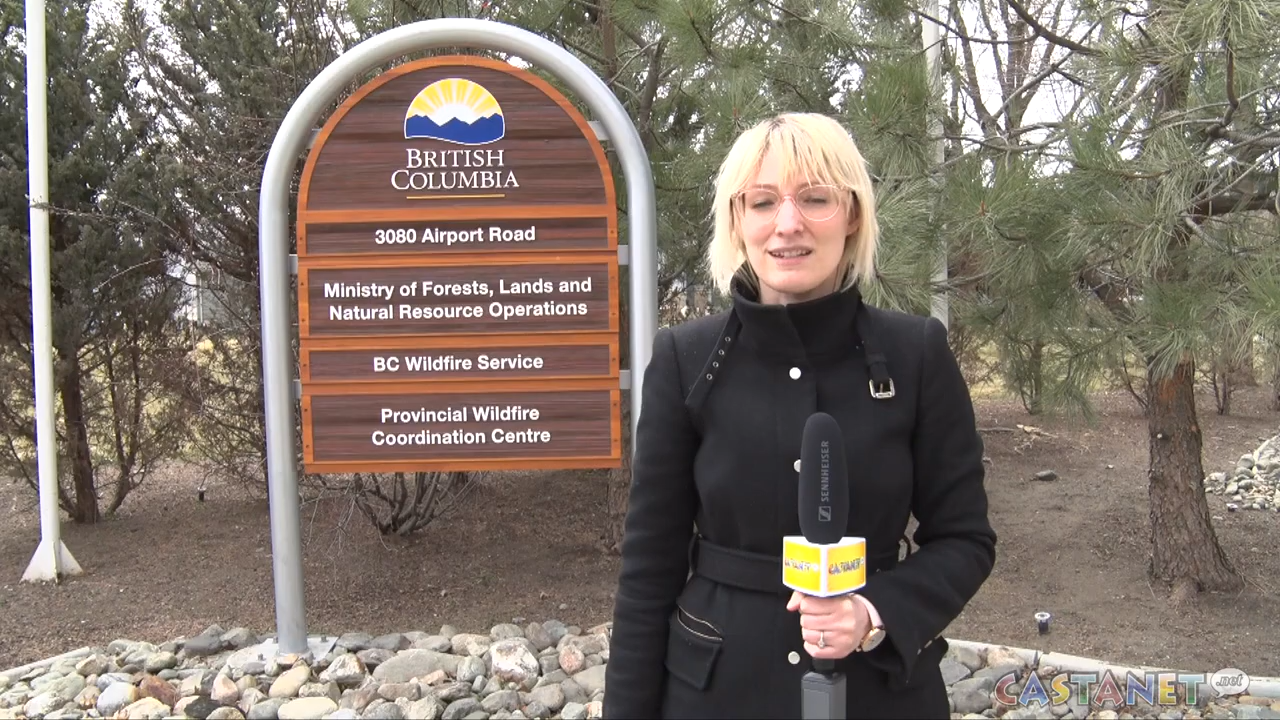 BRITISH
COLUMBIA
3080 Airport Road
Ministry of Forests, Lands and
Natural Resource Operations
BC Wildfire Service
Provincial Wildfire
Coordination Centre
SENNHEISER
CASTANET
CASTANET
CASTANET.net